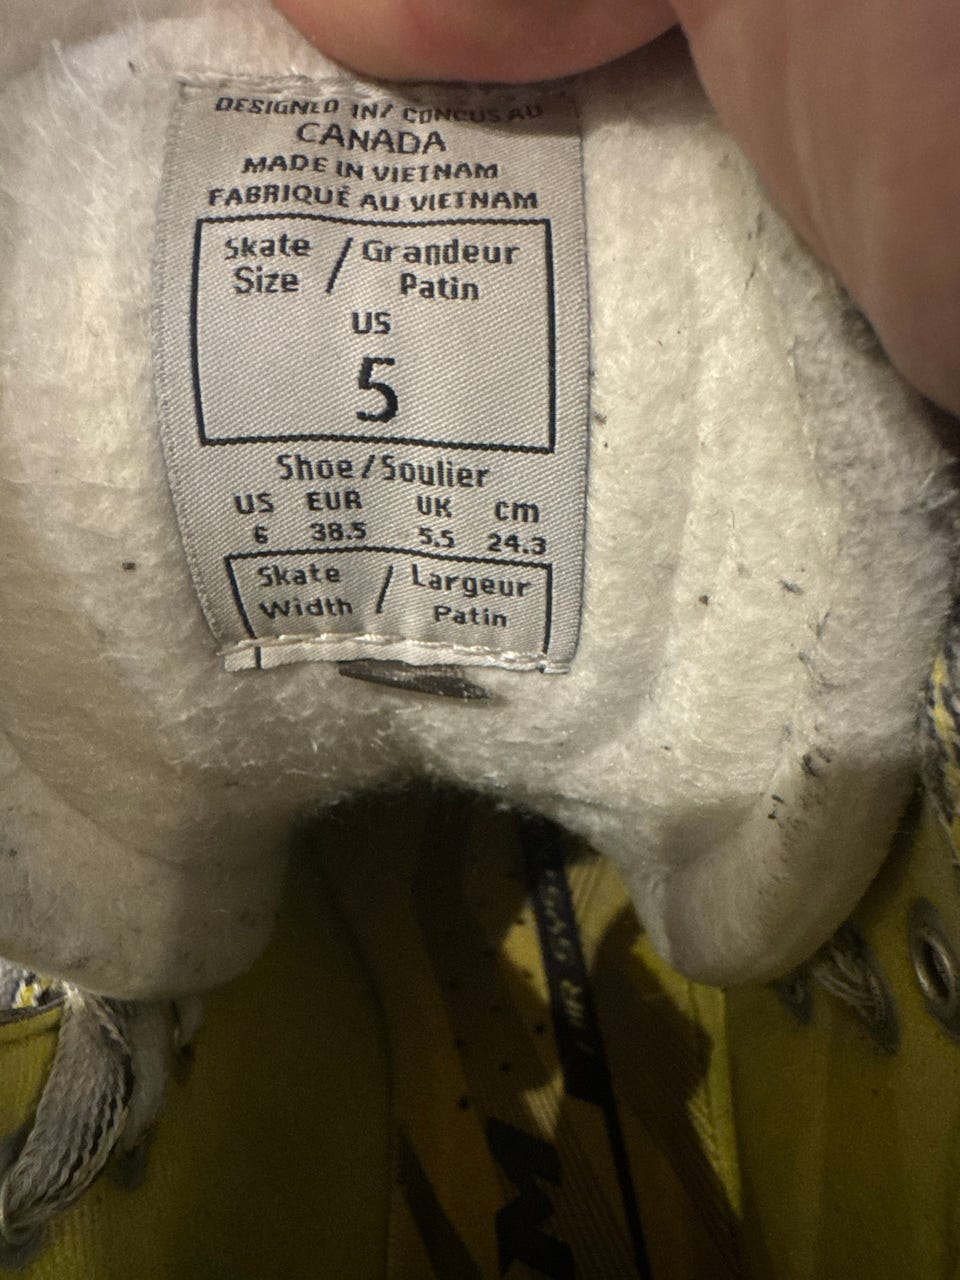 DESIGNED IN/ CONCUS AU
CANADA
MADE IN VIETNAM
FABRIQUÉ AU VIETNAM
Skate / Grandeur
Size Patin
US
5
Shoe / Soulier
US EUR UK cm
6 38.5 5.5 24.3
Skate / Largeur
Width Patin